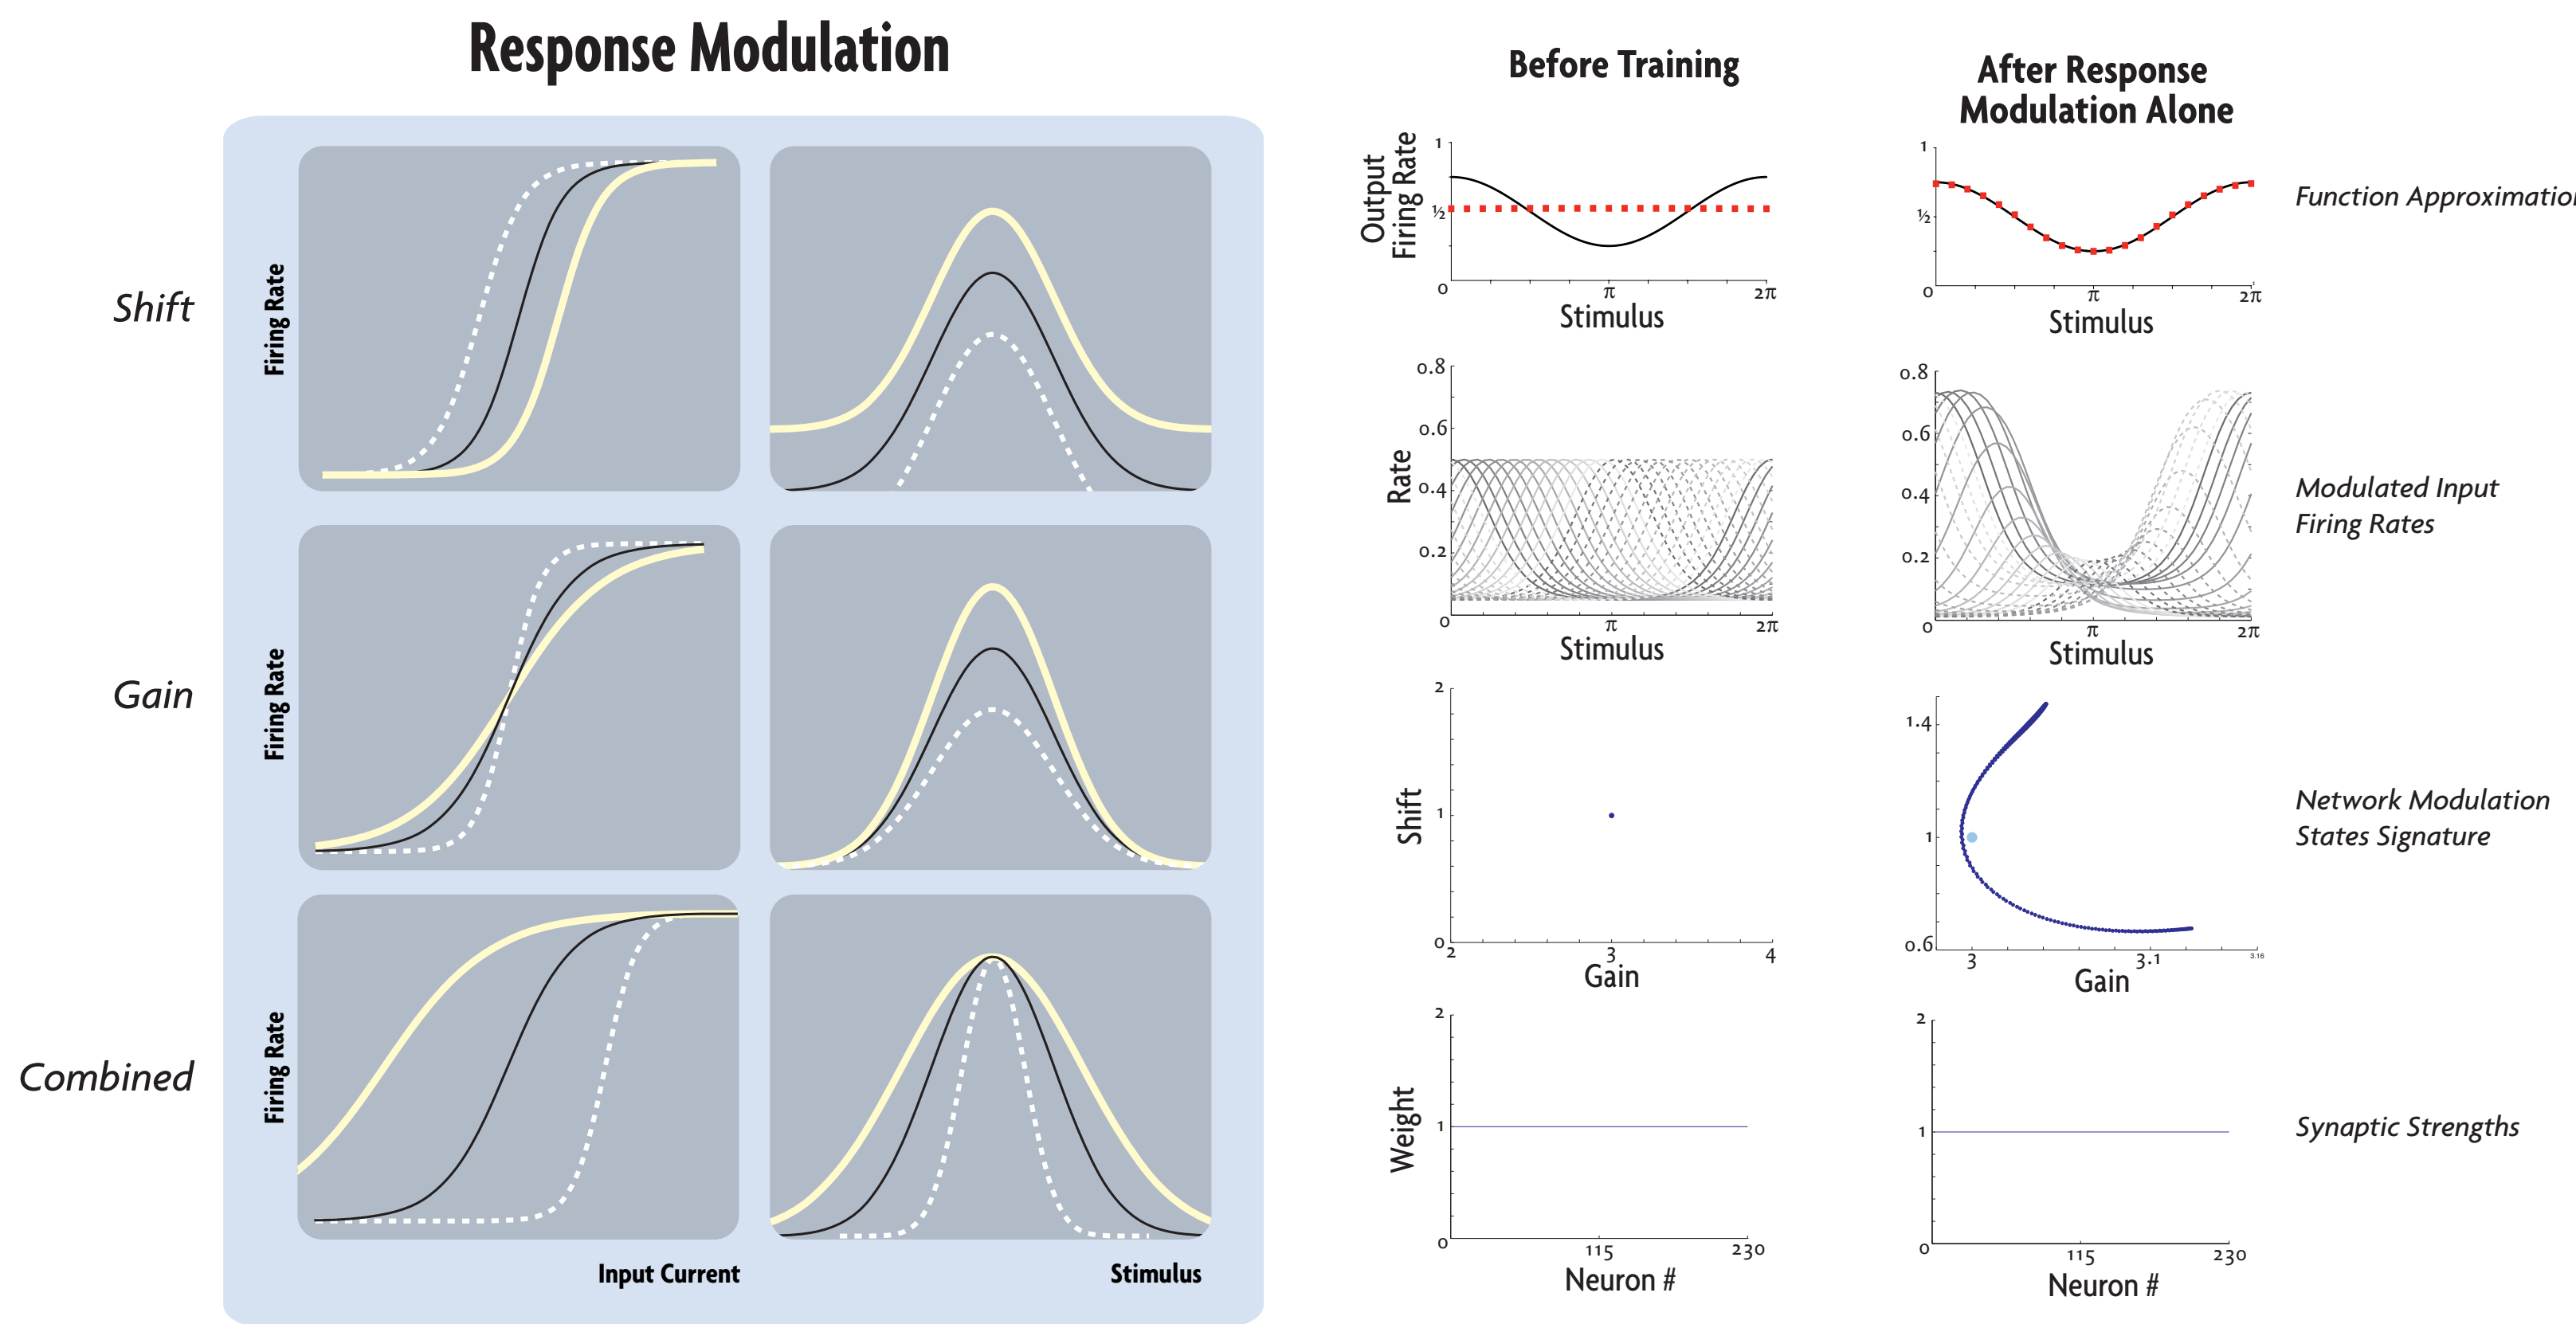 Response Modulation
Shift
Firing Rate
Gain
Firing Rate
Combined
Firing Rate
Input Current
Stimulus
Before Training
After Response
Modulation Alone
Output
Firing Rate
1
½
0
π
2π
Stimulus
1
½
0
π
2π
Stimulus
Function Approximation
Rate
0.8
0.6
0.4
0.2
0
π
2π
Stimulus
0.8
0.6
0.4
0.2
0
π
2π
Stimulus
Modulated Input
Firing Rates
Shift
2
1
0
2
3
4
Gain
1.4
1
0.6
3
3.1
3.16
Gain
Network Modulation
States Signature
Weight
2
1
0
115
230
Neuron #
2
1
0
115
230
Neuron #
Synaptic Strengths